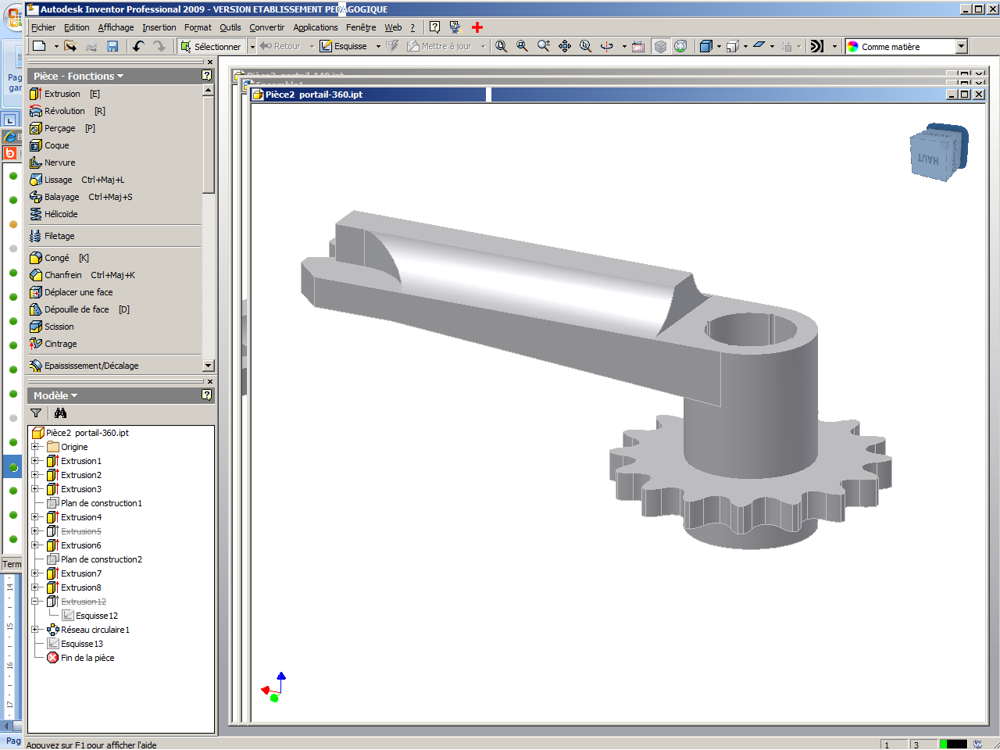 Autodesk Inventor Professional 2009 - VERSION ETABLISSEMENT PEDAGOGIQUE
Fichier Edition Affichage Insertion Format Outils Convertir Applications Fenêtre Web ?
Sélectionner Retour Esquisse Mettre à jour Comme matière
Pièce - Fonctions
Extrusion [E]
Révolution [R]
Perçage [P]
Coque
Nervure
Lissage Ctrl+Maj+L
Balayage Ctrl+Maj+S
Hélicoïde
Filetage
Congé [K]
Chanfrein Ctrl+Maj+K
Déplacer une face
Dépouille de face [D]
Scission
Cintrage
Epaississement/Décalage
Modèle
Pièce2 portail-360.ipt
Origine
Extrusion1
Extrusion2
Extrusion3
Plan de construction1
Extrusion4
Extrusion5
Extrusion6
Plan de construction2
Extrusion7
Extrusion8
Extrusion12
Esquisse12
Réseau circulaire1
Esquisse13
Fin de la pièce
Pièce2 portail-360.ipt
HAUT
Pag
gar
Term
14
15
16
17
Pag
Appuyez sur F1 pour afficher l'aide
1 3